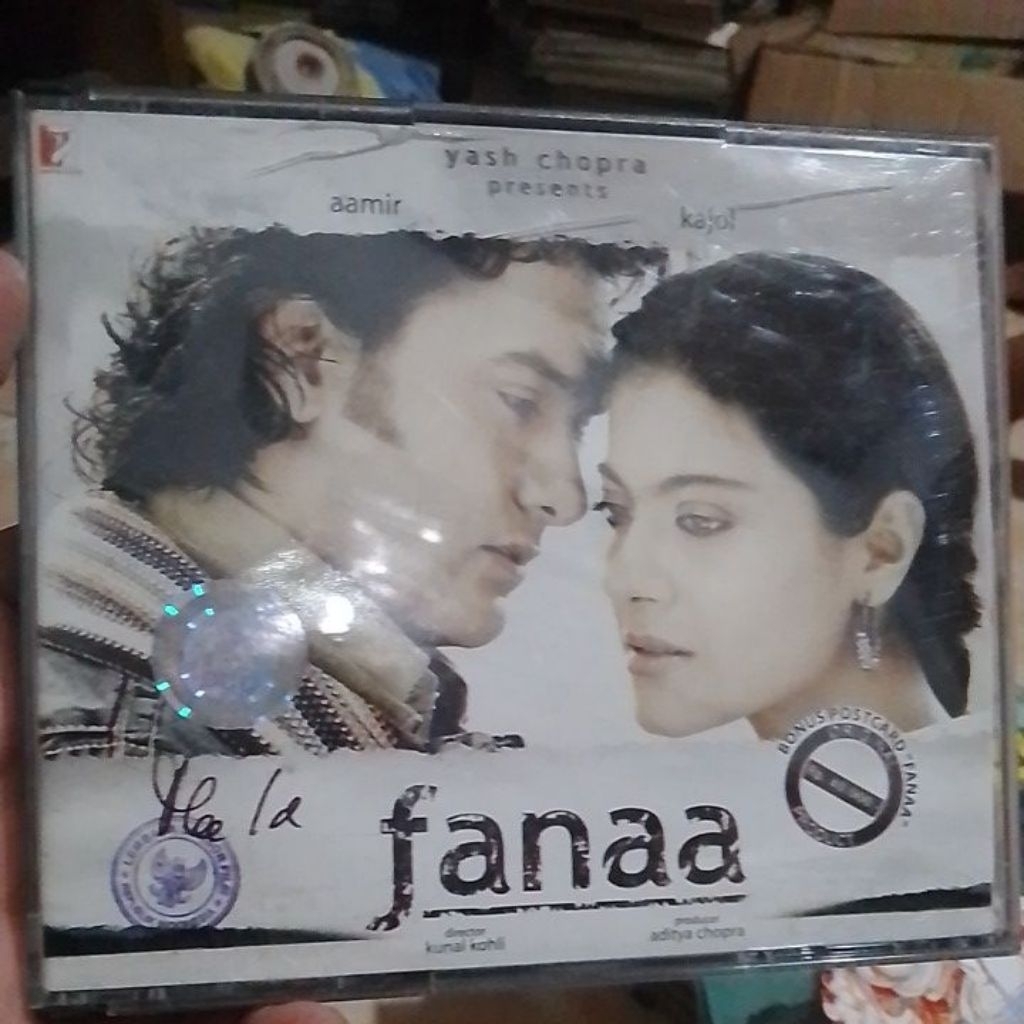 yash chopra
presents
aamir
kajol
BONUS POSTCARD "FANAA"
fanaa
director
kunal kohli
producer
aditya chopra